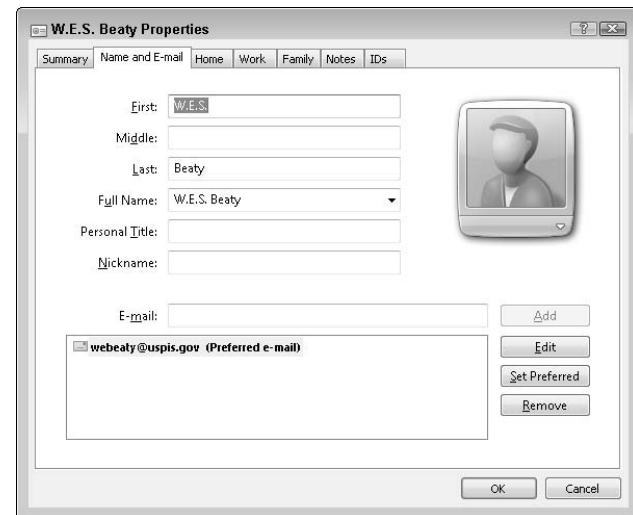 W.E.S. Beaty Properties
Summary Name and E-mail Home Work Family Notes IDs
First: W.E.S.
Middle:
Last: Beaty
Full Name: W.E.S. Beaty
Personal Title:
Nickname:
E-mail: Add
webeaty@uspis.gov (Preferred e-mail) Edit
Set Preferred
Remove
OK Cancel